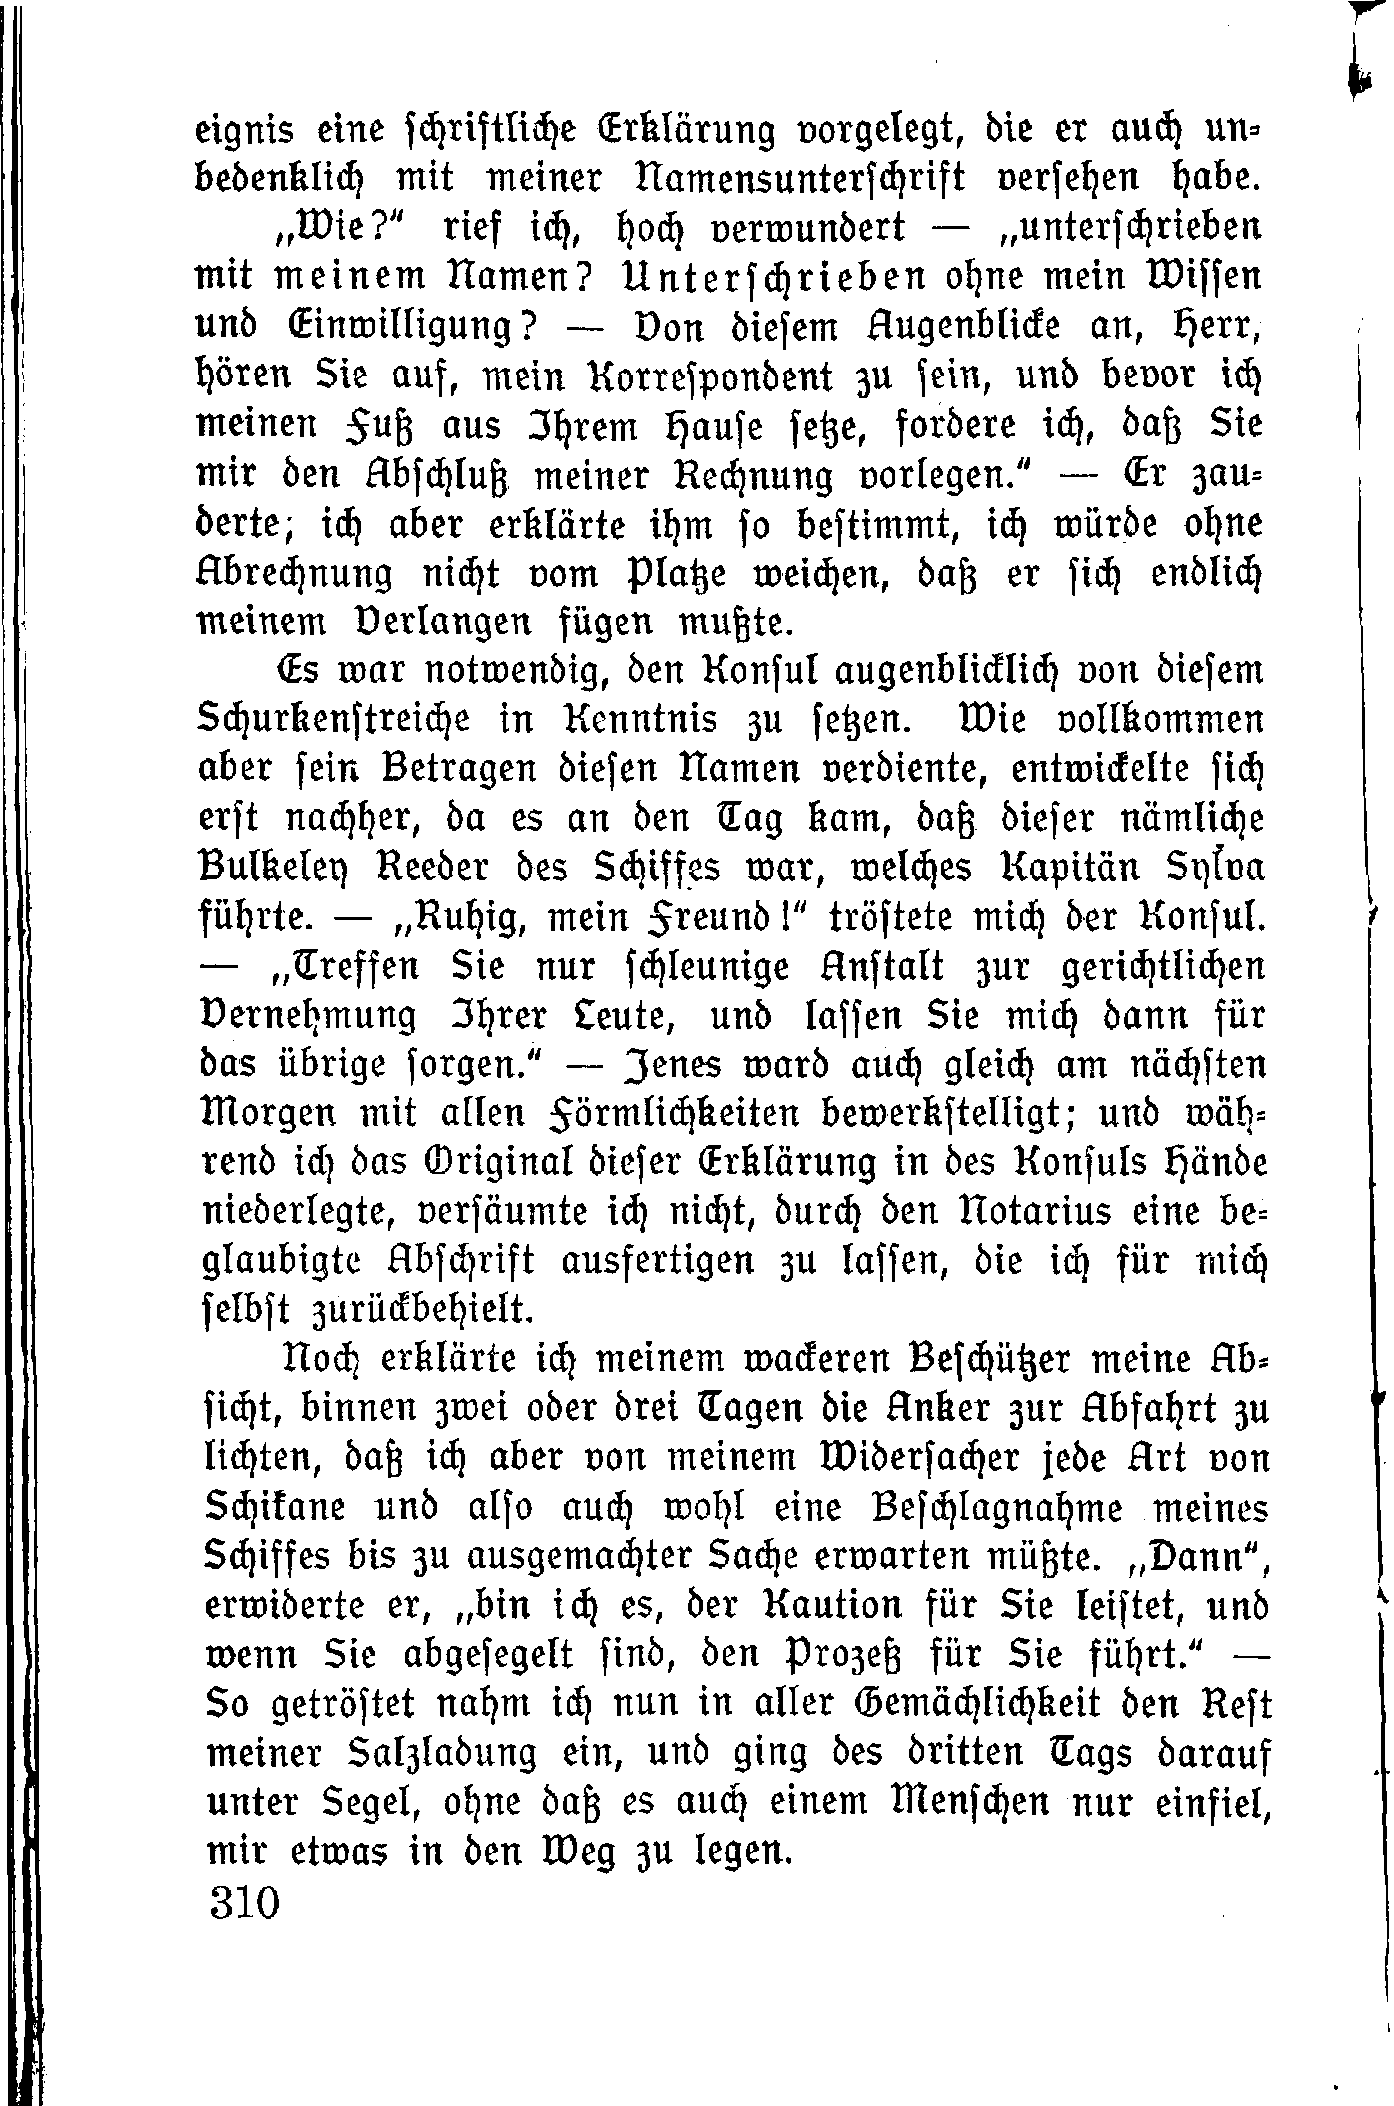 eignis eine schriftliche Erklärung vorgelegt, die er auch un-
bedenklich mit meiner Namensunterschrift versehen habe.
„Wie?“ rief ich, hoch verwundert — „unterschrieben
mit meinem Namen? Unterschrieben ohne mein Wissen
und Einwilligung? — Von diesem Augenblicke an, Herr,
hören Sie auf, mein Korrespondent zu sein, und bevor ich
meinen Fuß aus Ihrem Hause setze, fordere ich, daß Sie
mir den Abschluß meiner Rechnung vorlegen.“ — Er zau-
derte; ich aber erklärte ihm so bestimmt, ich würde ohne
Abrechnung nicht vom Platze weichen, daß er sich endlich
meinem Verlangen fügen mußte.
Es war notwendig, den Konsul augenblicklich von diesem
Schurkenstreiche in Kenntnis zu setzen. Wie vollkommen
aber sein Betragen diesen Namen verdiente, entwickelte sich
erst nachher, da es an den Tag kam, daß dieser nämliche
Bulkeley Reeder des Schiffes war, welches Kapitän Sylva
führte. — „Ruhig, mein Freund!“ tröstete mich der Konsul.
— „Treffen Sie nur schleunige Anstalt zur gerichtlichen
Vernehmung Ihrer Leute, und lassen Sie mich dann für
das übrige sorgen.“ — Jenes ward auch gleich am nächsten
Morgen mit allen Förmlichkeiten bewerkstelligt; und wäh-
rend ich das Original dieser Erklärung in des Konsuls Hände
niederlegte, versäumte ich nicht, durch den Notarius eine be-
glaubigte Abschrift ausfertigen zu lassen, die ich für mich
selbst zurückbehielt.
Noch erklärte ich meinem wackeren Beschützer meine Ab-
sicht, binnen zwei oder drei Tagen die Anker zur Abfahrt zu
lichten, daß ich aber von meinem Widersacher jede Art von
Schikane und also auch wohl eine Beschlagnahme meines
Schiffes bis zu ausgemachter Sache erwarten müßte. „Dann“,
erwiderte er, „bin ich es, der Kaution für Sie leistet, und
wenn Sie abgesegelt sind, den Prozeß für Sie führt.“ —
So getröstet nahm ich nun in aller Gemächlichkeit den Rest
meiner Salzladung ein, und ging des dritten Tags darauf
unter Segel, ohne daß es auch einem Menschen nur einfiel,
mir etwas in den Weg zu legen.
310